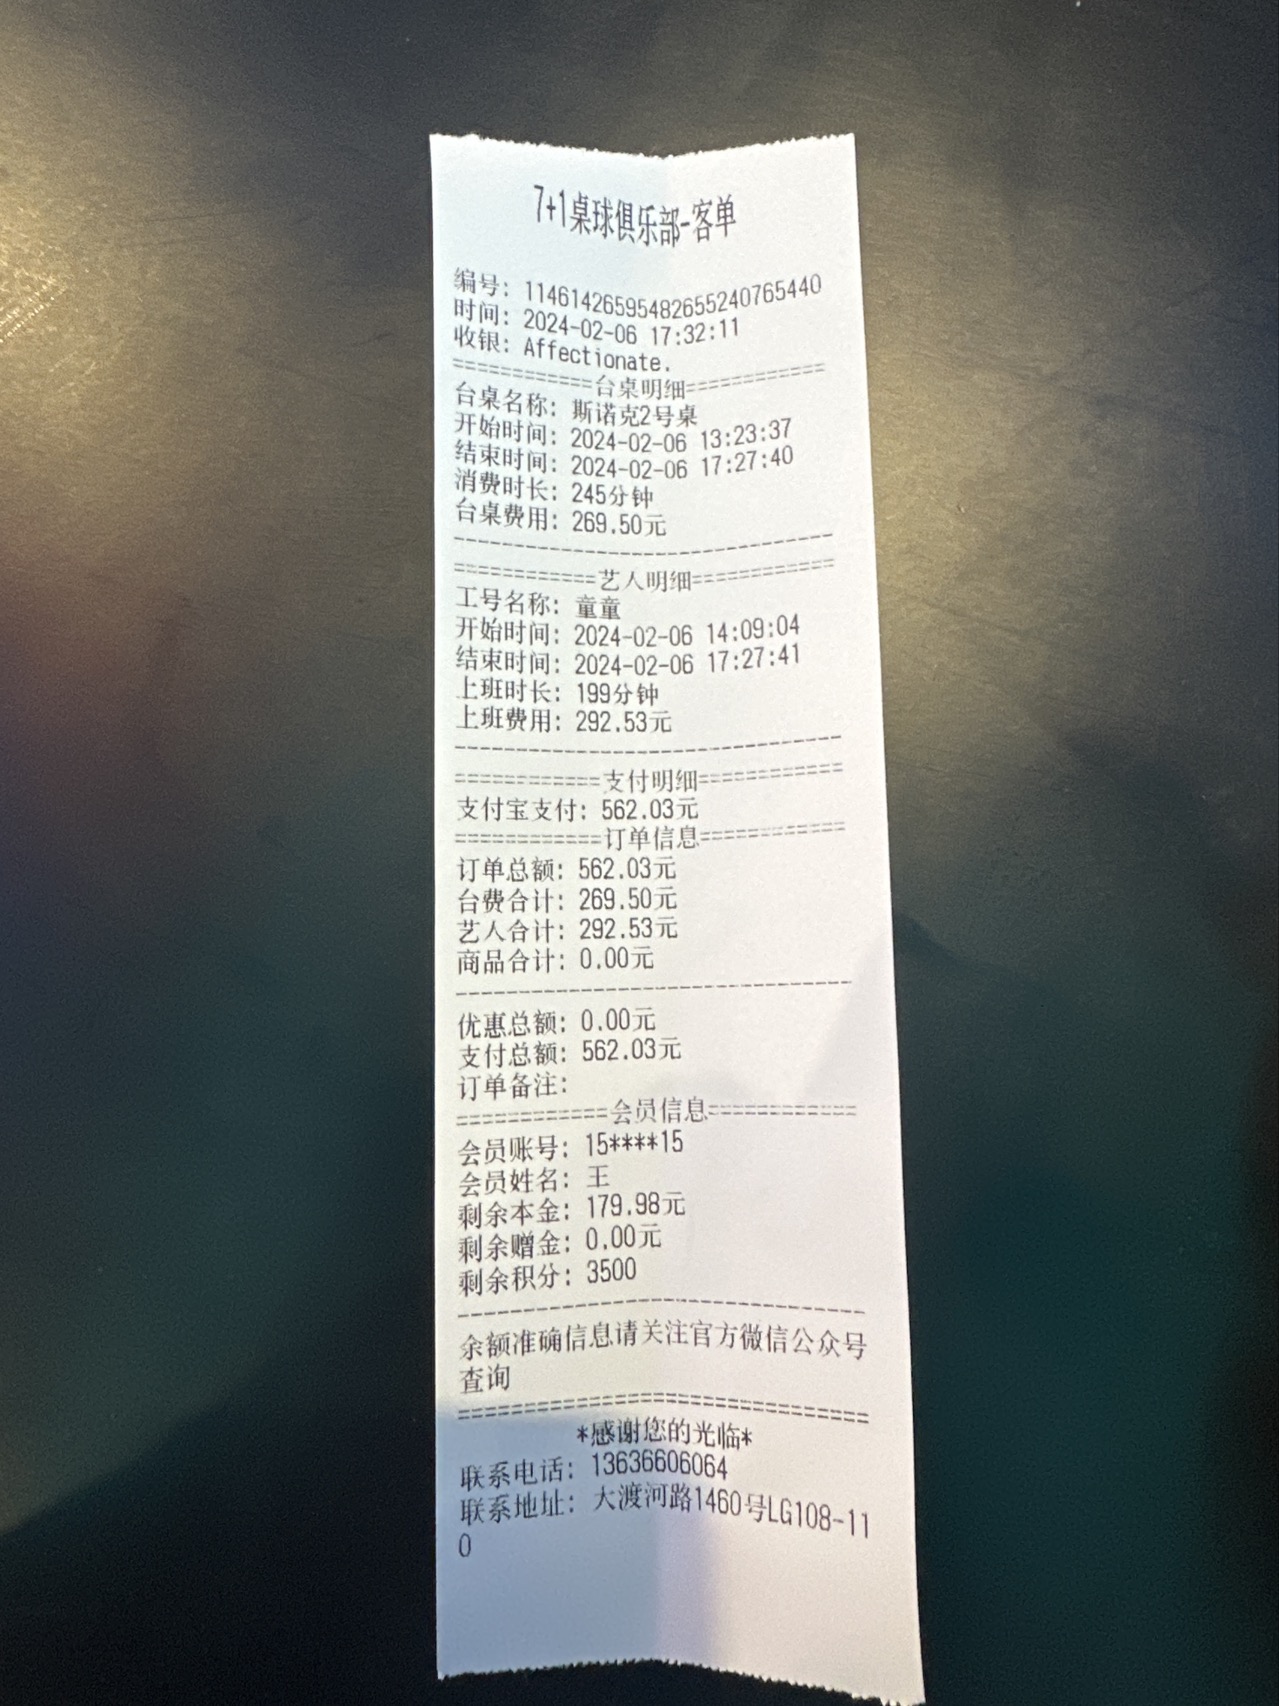 7+1桌球俱乐部-客单
编号: 11461426595482655240765440
时间: 2024-02-06 17:32:11
收银: Affectionate.
===========台桌明细===========
台桌名称: 斯诺克2号桌
开始时间: 2024-02-06 13:23:37
结束时间: 2024-02-06 17:27:40
消费时长: 245分钟
台桌费用: 269.50元
--------------------------------
===========艺人明细===========
工号名称: 童童
开始时间: 2024-02-06 14:09:04
结束时间: 2024-02-06 17:27:41
上班时长: 199分钟
上班费用: 292.53元
--------------------------------
===========支付明细===========
支付宝支付: 562.03元
===========订单信息===========
订单总额: 562.03元
台费合计: 269.50元
艺人合计: 292.53元
商品合计: 0.00元
--------------------------------
优惠总额: 0.00元
支付总额: 562.03元
订单备注:
===========会员信息===========
会员账号: 15****15
会员姓名: 王
剩余本金: 179.98元
剩余赠金: 0.00元
剩余积分: 3500
--------------------------------
余额准确信息请关注官方微信公众号
查询
================================
*感谢您的光临*
联系电话: 13636606064
联系地址: 大渡河路1460号LG108-11
0